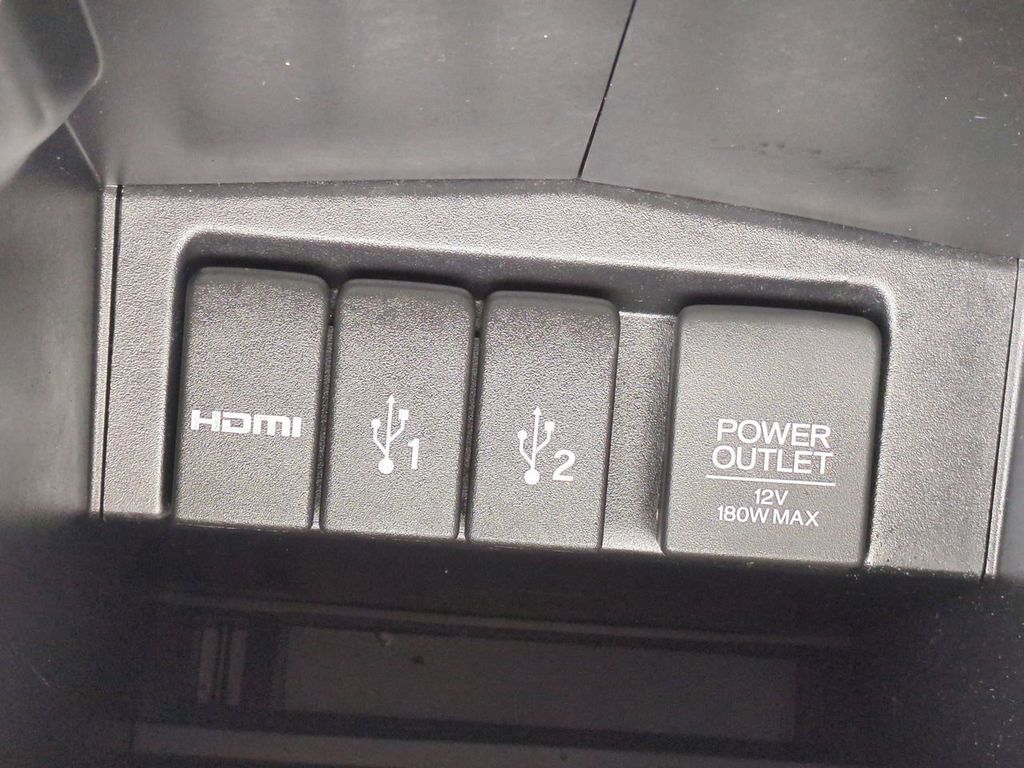 HDMI
1
2
POWER
OUTLET
12V
180W MAX